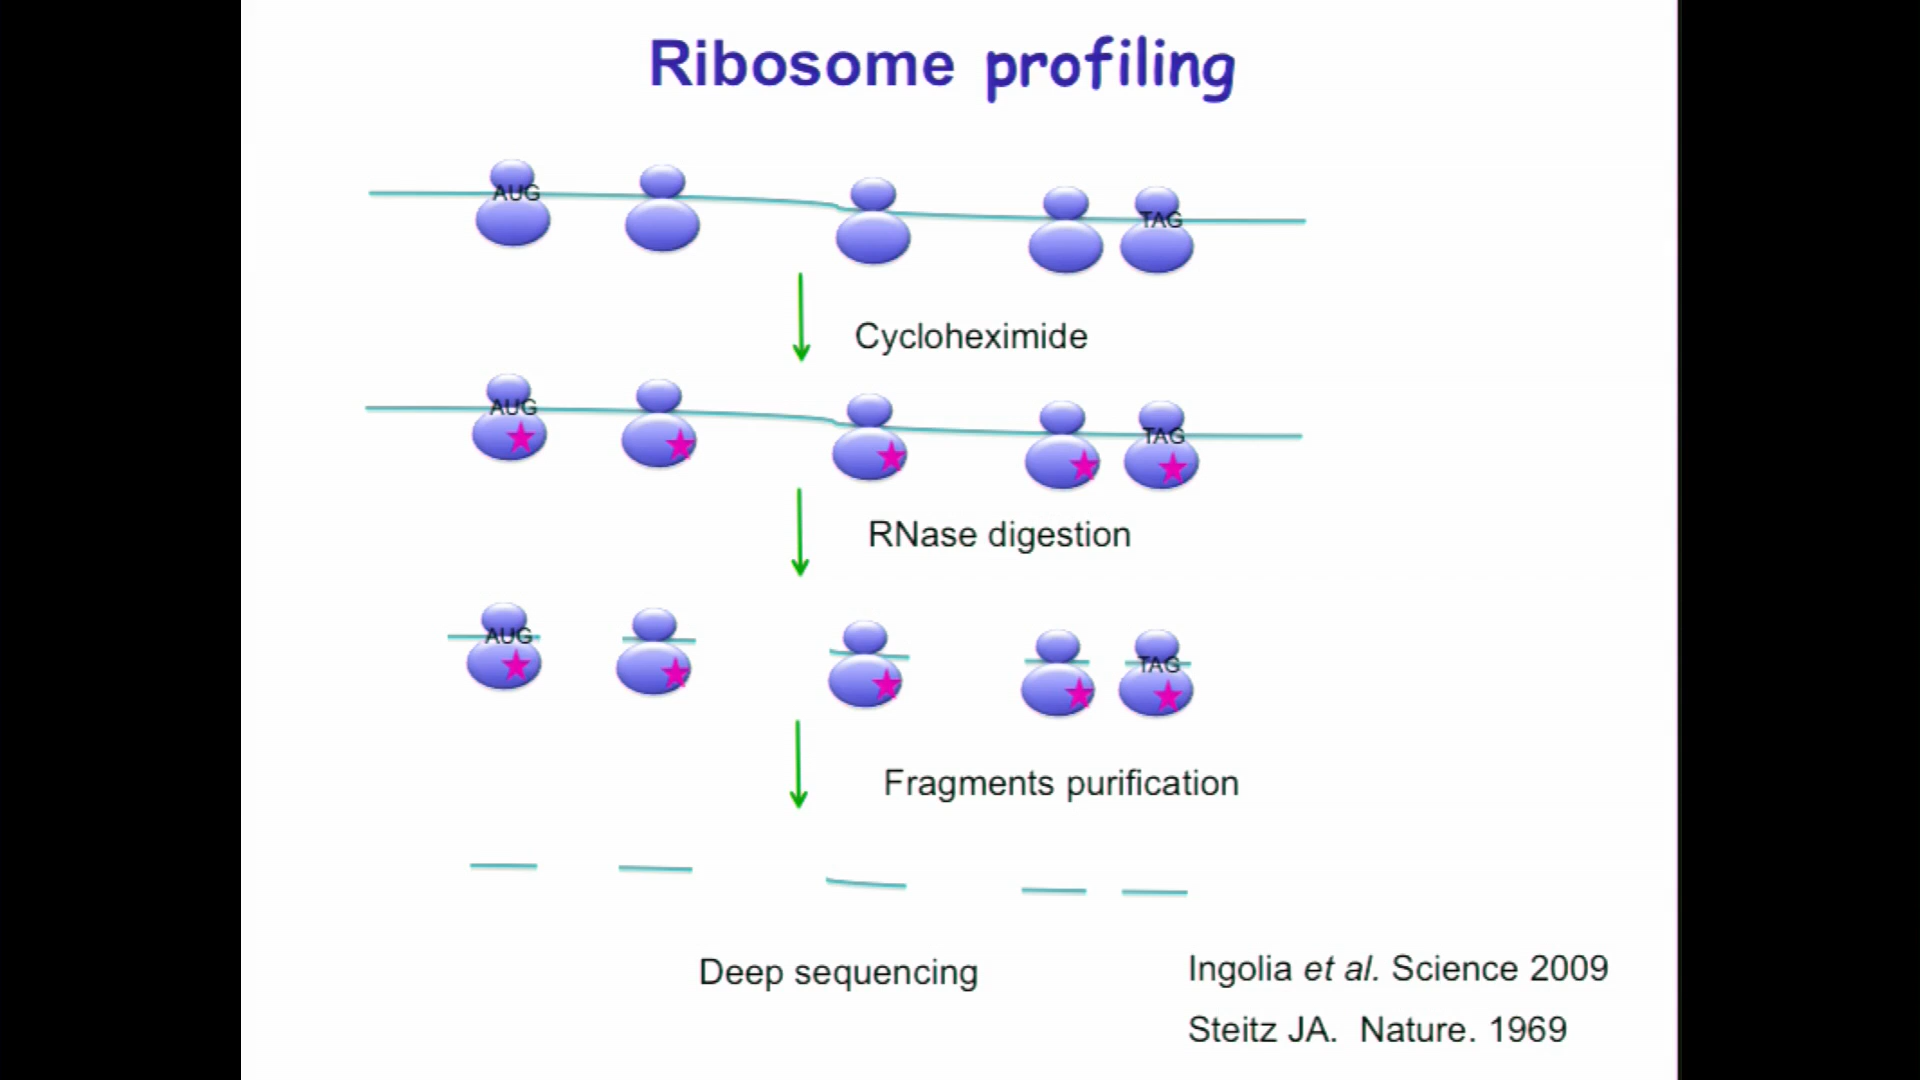 Ribosome profiling
AUG
TAG
Cycloheximide
AUG
TAG
RNase digestion
AUG
TAG
Fragments purification
Deep sequencing
Ingolia et al. Science 2009
Steitz JA. Nature. 1969